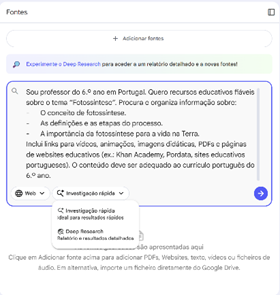 Fontes
+ Adicionar fontes
Experimente o Deep Research para aceder a um relatório detalhado e a novas fontes!
Sou professor do 6.º ano em Portugal. Quero recursos educativos fiáveis
sobre o tema "Fotossíntese". Procura e organiza informação sobre:
- O conceito de fotossíntese.
- As definições e as etapas do processo.
- A importância da fotossíntese para a vida na Terra.
Inclui links para vídeos, animações, imagens didáticas, PDFs e páginas
de websites educativos (ex.: Khan Academy, Pordata, sites educativos
portugueses). O conteúdo deve ser adequado ao currículo português do
6.º ano.
Web Investigação rápida
Investigação rápida
Ideal para resultados rápidos
Deep Research
Relatório e resultados detalhados
são apresentadas aqui
Clique em Adicionar fonte acima para adicionar PDFs, Websites, texto, vídeos ou ficheiros de
áudio. Em alternativa, importe um ficheiro diretamente do Google Drive.